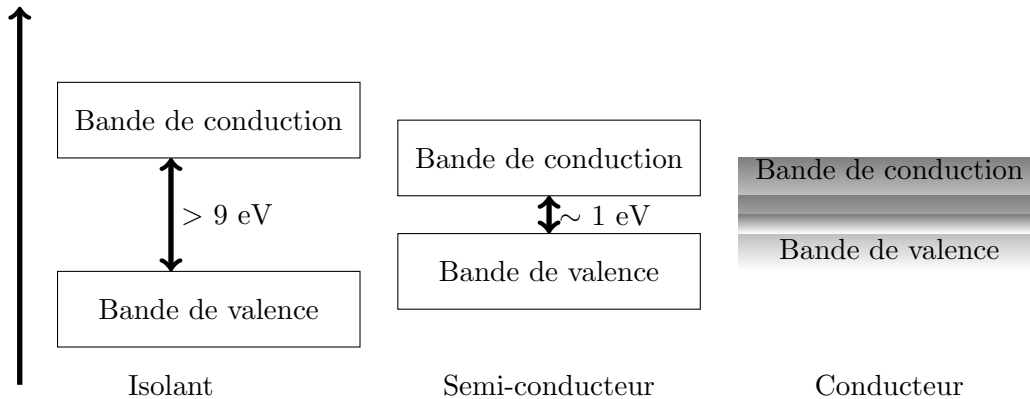 Bande de conduction
> 9 eV
Bande de valence
Isolant
Bande de conduction
∼ 1 eV
Bande de valence
Semi-conducteur
Bande de conduction
Bande de valence
Conducteur